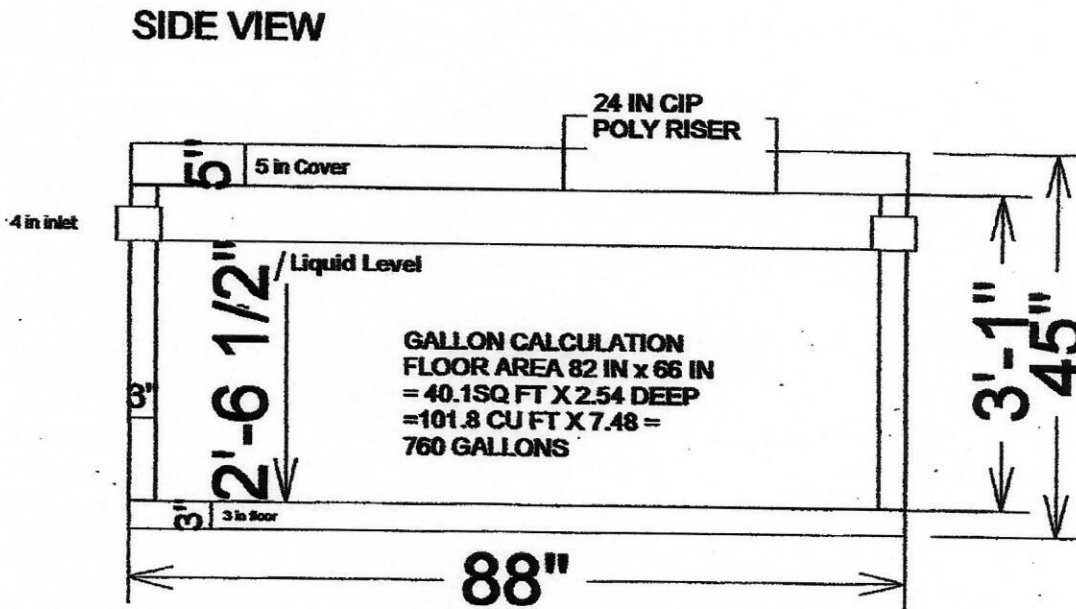 SIDE VIEW
24 IN CIP
POLY RISER
5"
5 in Cover
4 in inlet
Liquid Level
2'-6 1/2"
GALLON CALCULATION
FLOOR AREA 82 IN x 66 IN
= 40.1SQ FT X 2.54 DEEP
=101.8 CU FT X 7.48 =
760 GALLONS
3"
3'-1"
45"
3"
3 in floor
88"